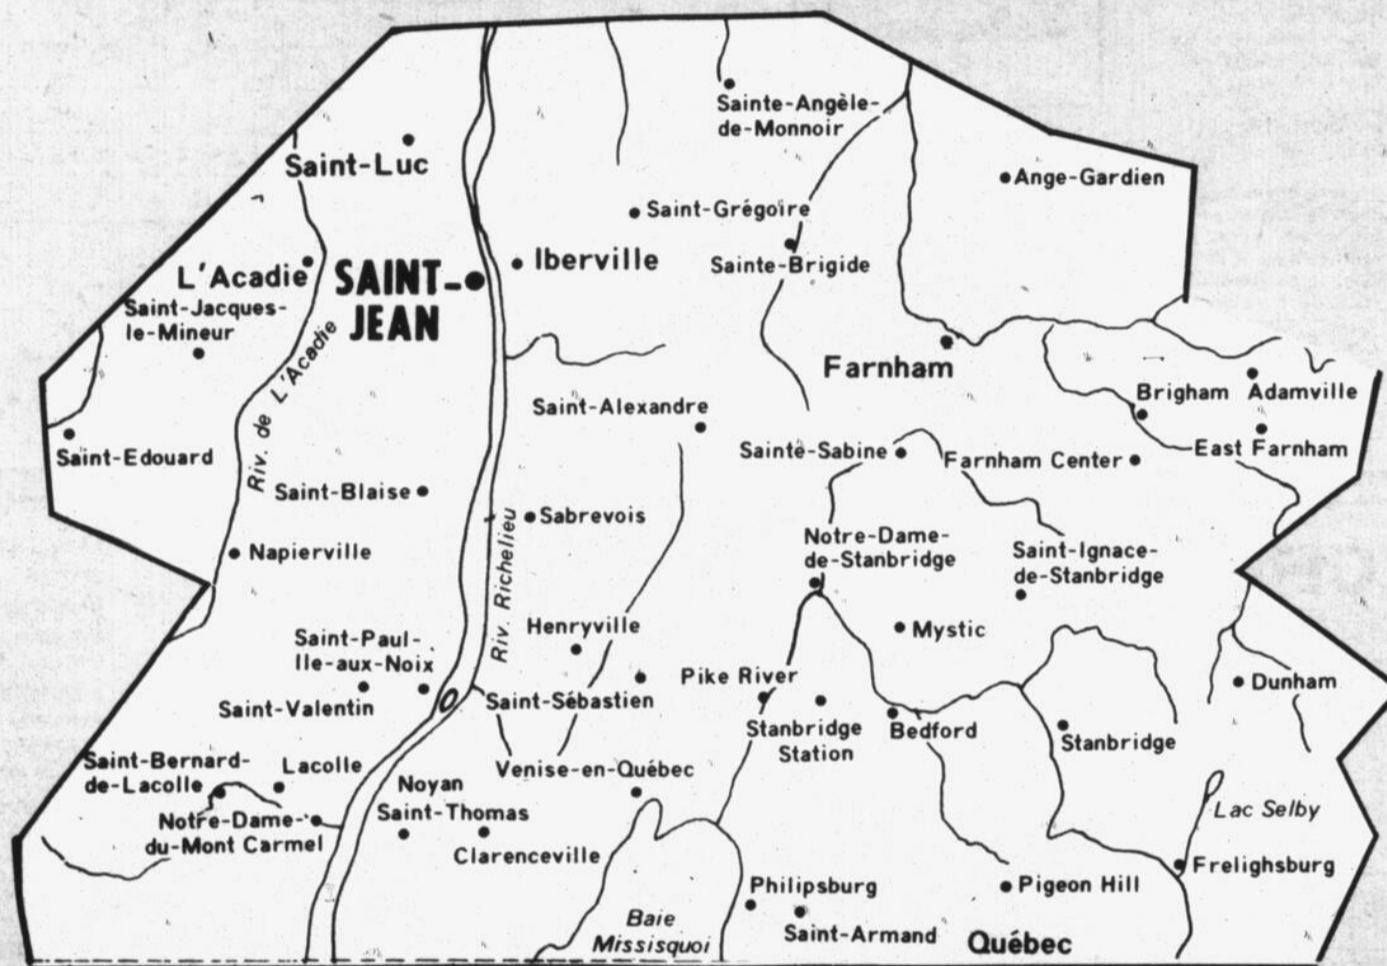 Sainte-Angèle-
de-Monnoir
Saint-Luc
Ange-Gardien
Saint-Grégoire
L'Acadie
SAINT-
JEAN
Iberville
Sainte-Brigide
Saint-Jacques-
le-Mineur
Riv. de L'Acadie
Farnham
Brigham
Adamville
Saint-Alexandre
Saint-Edouard
Sainte-Sabine
Farnham Center
East Farnham
Saint-Blaise
Sabrevois
Riv. Richelieu
Napierville
Notre-Dame-
de-Stanbridge
Saint-Ignace-
de-Stanbridge
Henryville
Mystic
Saint-Paul-
Ile-aux-Noix
Saint-Valentin
Saint-Sébastien
Pike River
Dunham
Stanbridge
Station
Bedford
Stanbridge
Saint-Bernard-
de-Lacolle
Lacolle
Noyan
Venise-en-Québec
Notre-Dame-
du-Mont Carmel
Saint-Thomas
Clarenceville
Lac Selby
Frelighsburg
Philipsburg
Pigeon Hill
Baie
Missisquoi
Saint-Armand
Québec